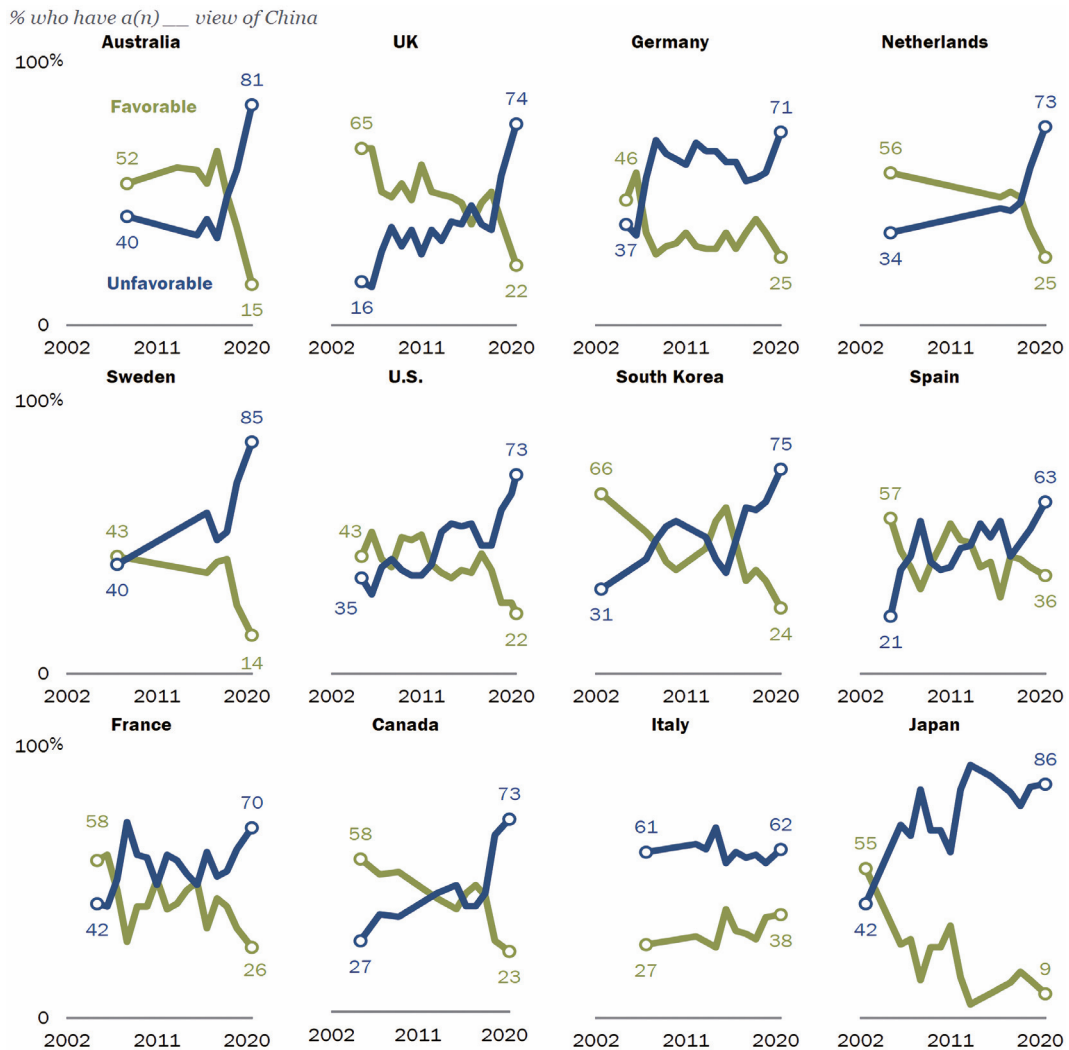 % who have a(n) __ view of China
Australia
UK
Germany
Netherlands
100%
Favorable
Unfavorable
52
40
81
15
65
16
74
22
46
37
71
25
56
34
73
25
0
2002 2011 2020
2002 2011 2020
2002 2011 2020
2002 2011 2020
Sweden
U.S.
South Korea
Spain
100%
43
40
85
14
43
35
73
22
66
31
75
24
57
21
63
36
0
2002 2011 2020
2002 2011 2020
2002 2011 2020
2002 2011 2020
France
Canada
Italy
Japan
100%
58
42
70
26
58
27
73
23
61
27
62
38
55
42
86
9
0
2002 2011 2020
2002 2011 2020
2002 2011 2020
2002 2011 2020